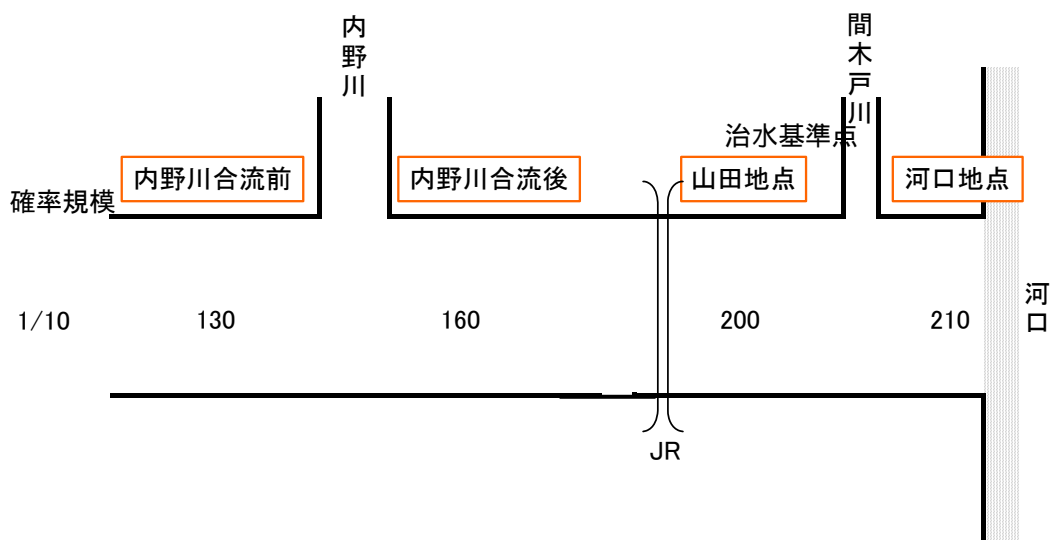 内野川
間木戸川
治水基準点
内野川合流前
内野川合流後
山田地点
河口地点
確率規模
1/10
130
160
200
210
河口
JR